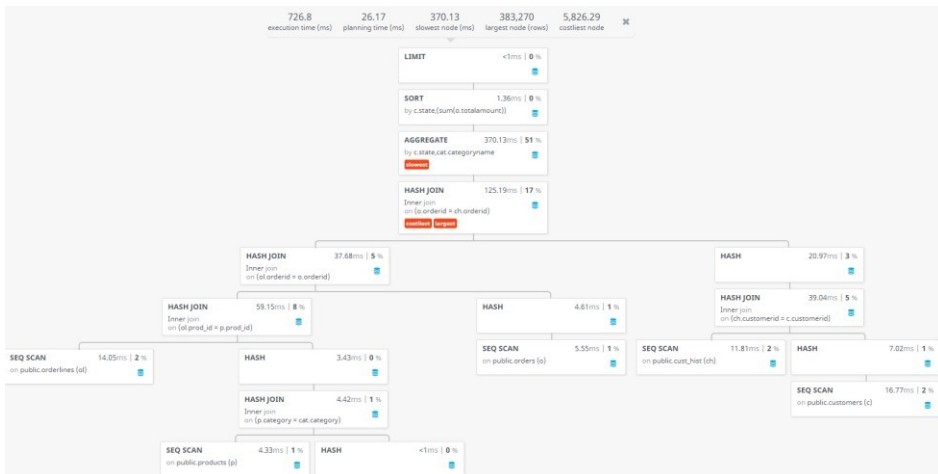 726.8 26.17 370.13 383,270 5,826.29 ✖
execution time (ms) planning time (ms) slowest node (ms) largest node (rows) costliest node
LIMIT <1ms | 0 %
SORT 1.36ms | 0 %
by c.state,(sum(o.totalamount))
AGGREGATE 370.13ms | 51 %
by c.state,cat.categoryname
slowest
HASH JOIN 125.19ms | 17 %
Inner join
on (o.orderid = ch.orderid)
costliest largest
HASH JOIN 37.68ms | 5 %
Inner join
on (ol.orderid = o.orderid)
HASH 20.97ms | 3 %
HASH JOIN 59.15ms | 8 %
Inner join
on (ol.prod_id = p.prod_id)
HASH 4.61ms | 1 %
HASH JOIN 39.04ms | 5 %
Inner join
on (ch.customerid = c.customerid)
SEQ SCAN 14.05ms | 2 %
on public.orderlines (ol)
HASH 3.43ms | 0 %
SEQ SCAN 5.55ms | 1 %
on public.orders (o)
SEQ SCAN 11.81ms | 2 %
on public.cust_hist (ch)
HASH 7.02ms | 1 %
HASH JOIN 4.42ms | 1 %
Inner join
on (p.category = cat.category)
SEQ SCAN 16.77ms | 2 %
on public.customers (c)
SEQ SCAN 4.33ms | 1 %
on public.products (p)
HASH <1ms | 0 %